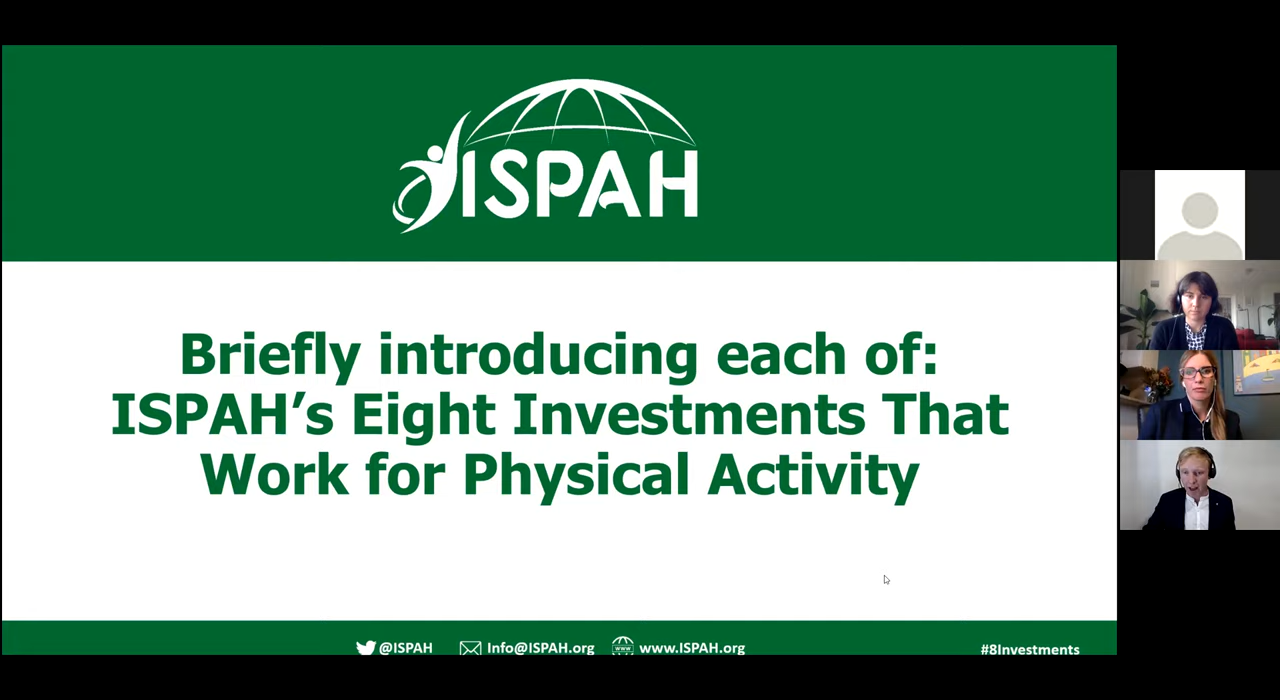 ISPAH
Briefly introducing each of:
ISPAH’s Eight Investments That
Work for Physical Activity
@ISPAH
Info@ISPAH.org
www
www.ISPAH.org
#8Investments